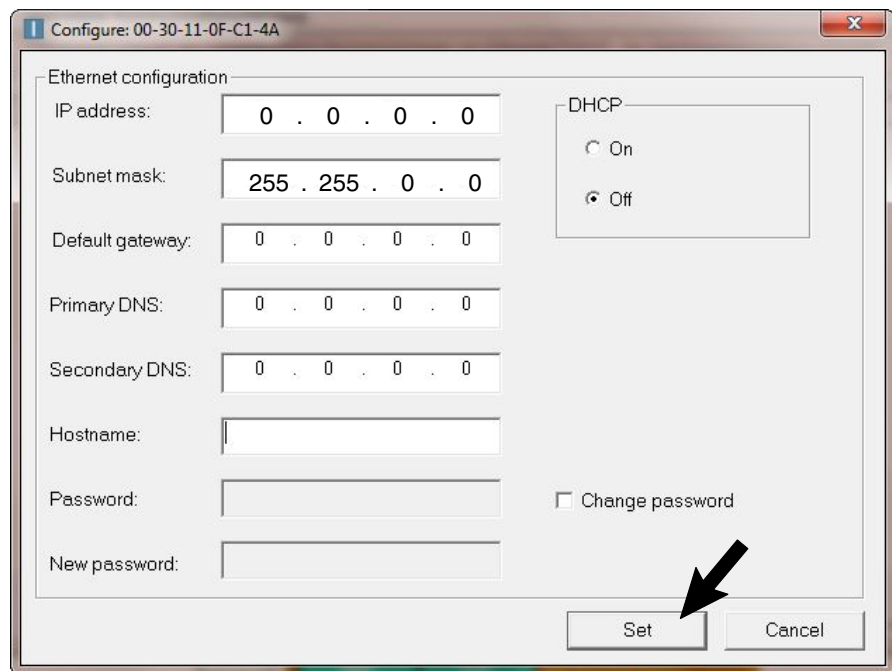 Configure: 00-30-11-0F-C1-4A
Ethernet configuration
IP address: 0 . 0 . 0 . 0
DHCP
On
Subnet mask: 255 . 255 . 0 . 0
Off
Default gateway: 0 . 0 . 0 . 0
Primary DNS: 0 . 0 . 0 . 0
Secondary DNS: 0 . 0 . 0 . 0
Hostname:
Password:
Change password
New password:
Set
Cancel